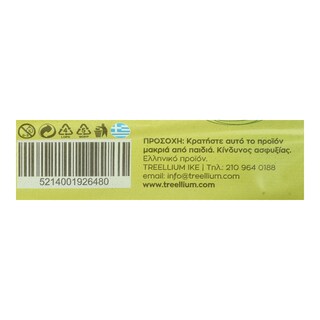 ΠΡΟΣΟΧΗ: Κρατήστε αυτό το προϊόν
μακριά από παιδιά. Κίνδυνος ασφυξίας.
Ελληνικό προϊόν.
TREELLIUM IKE | Τηλ: 210 964 0188
email: info@treellium.com
www.treellium.com
5214001926480